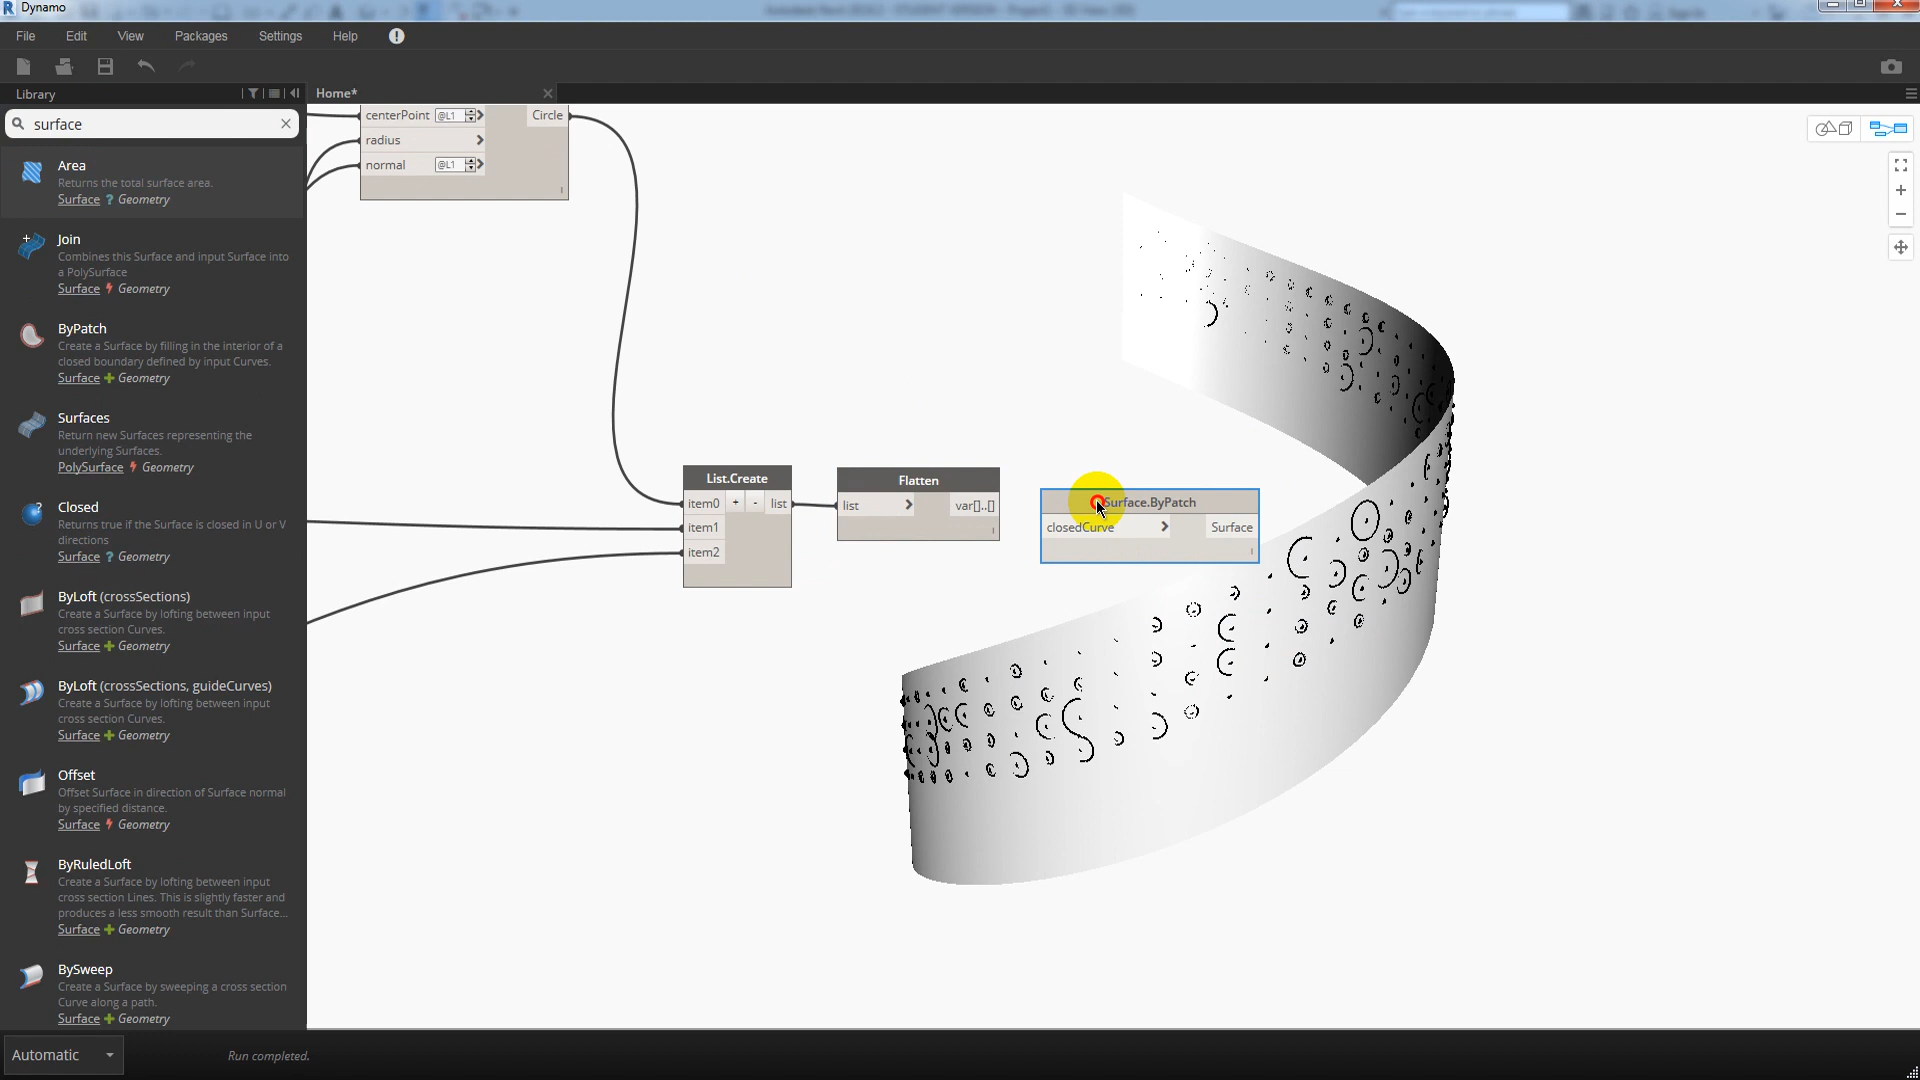 Dynamo
File Edit View Packages Settings Help
Library
Home*
surface
Area
Returns the total surface area.
Surface ? Geometry
Join
Combines this Surface and input Surface into
a PolySurface
Surface Geometry
ByPatch
Create a Surface by filling in the interior of a
closed boundary defined by input Curves.
Surface + Geometry
Surfaces
Return new Surfaces representing the
underlying Surfaces.
PolySurface Geometry
Closed
Returns true if the Surface is closed in U or V
directions
Surface ? Geometry
ByLoft (crossSections)
Create a Surface by lofting between input
cross section Curves.
Surface + Geometry
ByLoft (crossSections, guideCurves)
Create a Surface by lofting between input
cross section Curves.
Surface + Geometry
Offset
Offset Surface in direction of Surface normal
by specified distance.
Surface Geometry
ByRuledLoft
Create a Surface by lofting between input
cross section Lines. This is slightly faster and
produces a less smooth result than Surface...
Surface + Geometry
BySweep
Create a Surface by sweeping a cross section
Curve along a path.
Surface + Geometry
centerPoint @L1 > Circle
radius >
normal @L1 >
List.Create
item0 + - list
item1
item2
Flatten
list > var[]..[]
Surface.ByPatch
closedCurve > Surface
Automatic
Run completed.